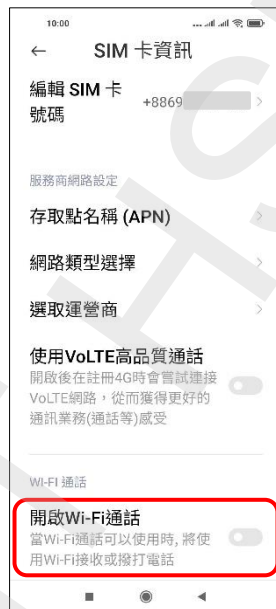 10:00
SIM 卡資訊
編輯 SIM 卡
號碼
+8869
服務商網路設定
存取點名稱 (APN)
網路類型選擇
選取運營商
使用VoLTE高品質通話
開啟後在註冊4G時會嘗試連接
VoLTE網路，從而獲得更好的
通訊業務(通話等)感受
WI-FI 通話
開啟Wi-Fi通話
當Wi-Fi通話可以使用時, 將使
用Wi-Fi接收或撥打電話